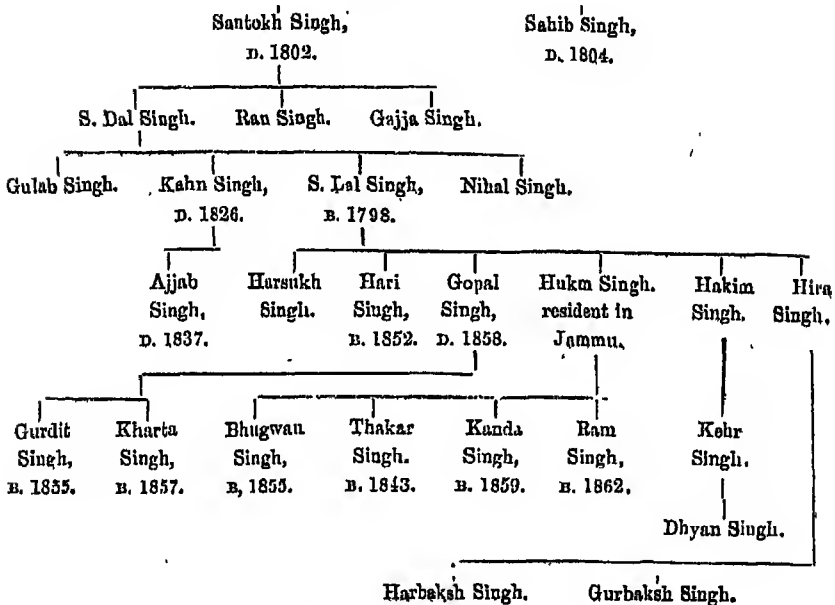 Santokh Singh,
D. 1802.
Sahib Singh,
D. 1804.
S. Dal Singh.
Ran Singh.
Gajja Singh.
Gulab Singh.
Kahn Singh,
D. 1826.
S. Lal Singh,
B. 1798.
Nihal Singh.
Ajjab
Singh,
D. 1837.
Harsukh
Singh.
Hari
Singh,
B. 1852.
Gopal
Singh,
D. 1858.
Hukm Singh.
resident in
Jammu.
Hakim
Singh.
Hira
Singh.
Gurdit
Singh,
B. 1855.
Kharta
Singh,
B. 1857.
Bhugwan
Singh,
B, 1855.
Thakar
Singh.
B. 1843.
Kanda
Singh,
B. 1859.
Ram
Singh,
B. 1862.
Kehr
Singh.
Dhyan Singh.
Harbaksh Singh.
Gurbaksh Singh.